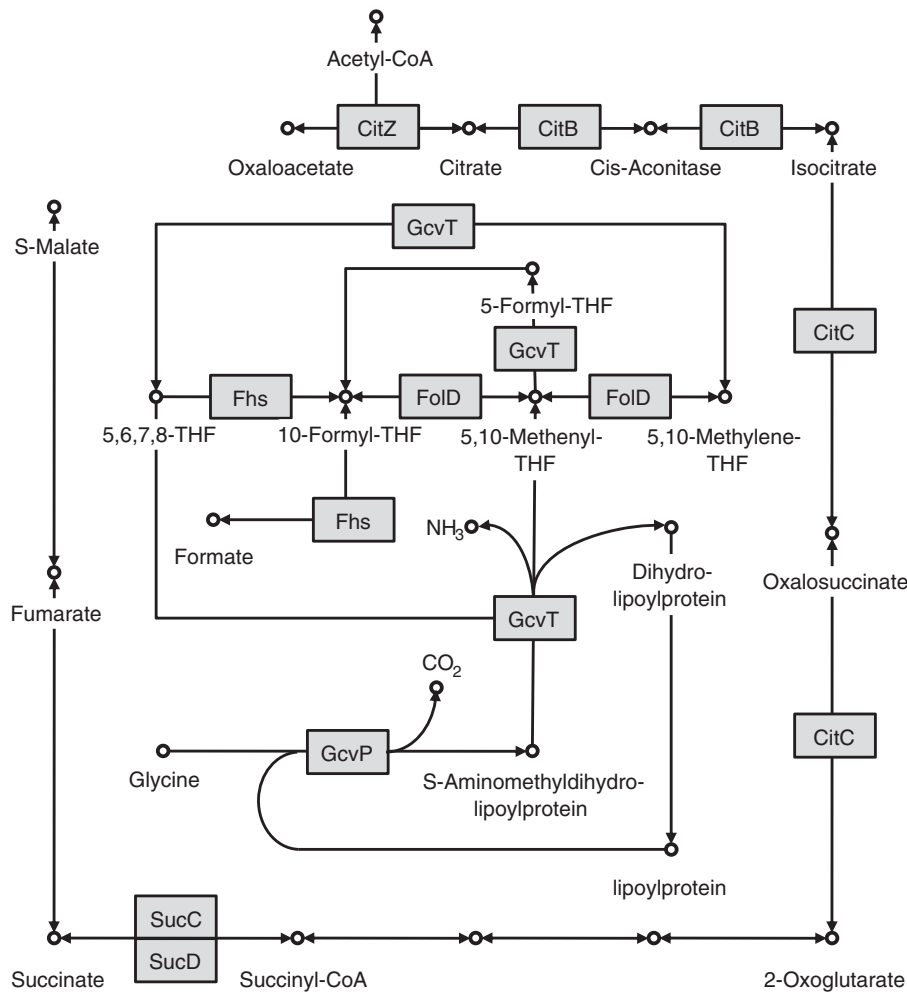 Acetyl-CoA
CitZ
CitB
CitB
Oxaloacetate
Citrate
Cis-Aconitase
Isocitrate
GcvT
S-Malate
5-Formyl-THF
CitC
GcvT
Fhs
FolD
FolD
5,6,7,8-THF
10-Formyl-THF
5,10-Methenyl-
THF
5,10-Methylene-
THF
Fhs
NH3
Formate
Dihydro-
lipoylprotein
Oxalosuccinate
Fumarate
GcvT
CO2
CitC
GcvP
Glycine
S-Aminomethyldihydro-
lipoylprotein
lipoylprotein
SucC
SucD
Succinate
Succinyl-CoA
2-Oxoglutarate